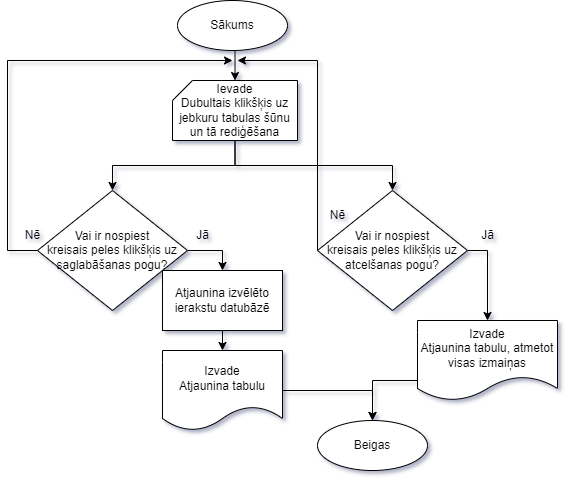 Sākums
Ievade
Dubultais klikšķis uz
jebkuru tabulas šūnu
un tā rediģēšana
Nē
Vai ir nospiest
kreisais peles klikšķis uz
saglabāšanas pogu?
Jā
Nē
Vai ir nospiest
kreisais peles klikšķis uz
atcelšanas pogu?
Jā
Atjaunina izvēlēto
ierakstu datubāzē
Izvade
Atjaunina tabulu
Izvade
Atjaunina tabulu, atmetot
visas izmaiņas
Beigas